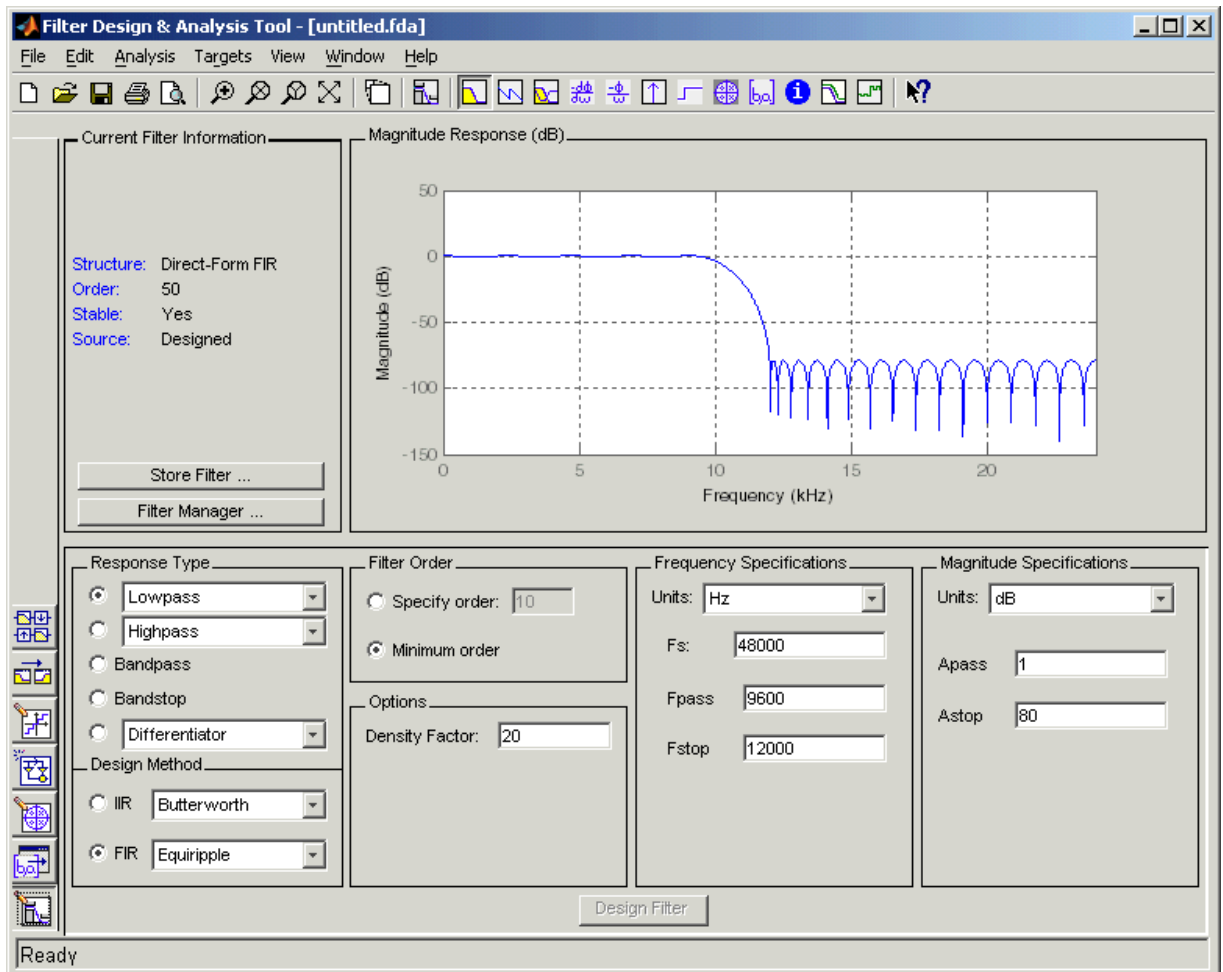 Filter Design & Analysis Tool - [untitled.fda]
File Edit Analysis Targets View Window Help
Current Filter Information
Structure: Direct-Form FIR
Order: 50
Stable: Yes
Source: Designed
Store Filter ...
Filter Manager ...
Magnitude Response (dB)
50
0
-50
-100
-150
Magnitude (dB)
0 5 10 15 20
Frequency (kHz)
Response Type
Lowpass
Highpass
Bandpass
Bandstop
Differentiator
Design Method
IIR Butterworth
FIR Equiripple
Filter Order
Specify order: 10
Minimum order
Options
Density Factor: 20
Frequency Specifications
Units: Hz
Fs: 48000
Fpass 9600
Fstop 12000
Magnitude Specifications
Units: dB
Apass 1
Astop 80
Design Filter
Ready